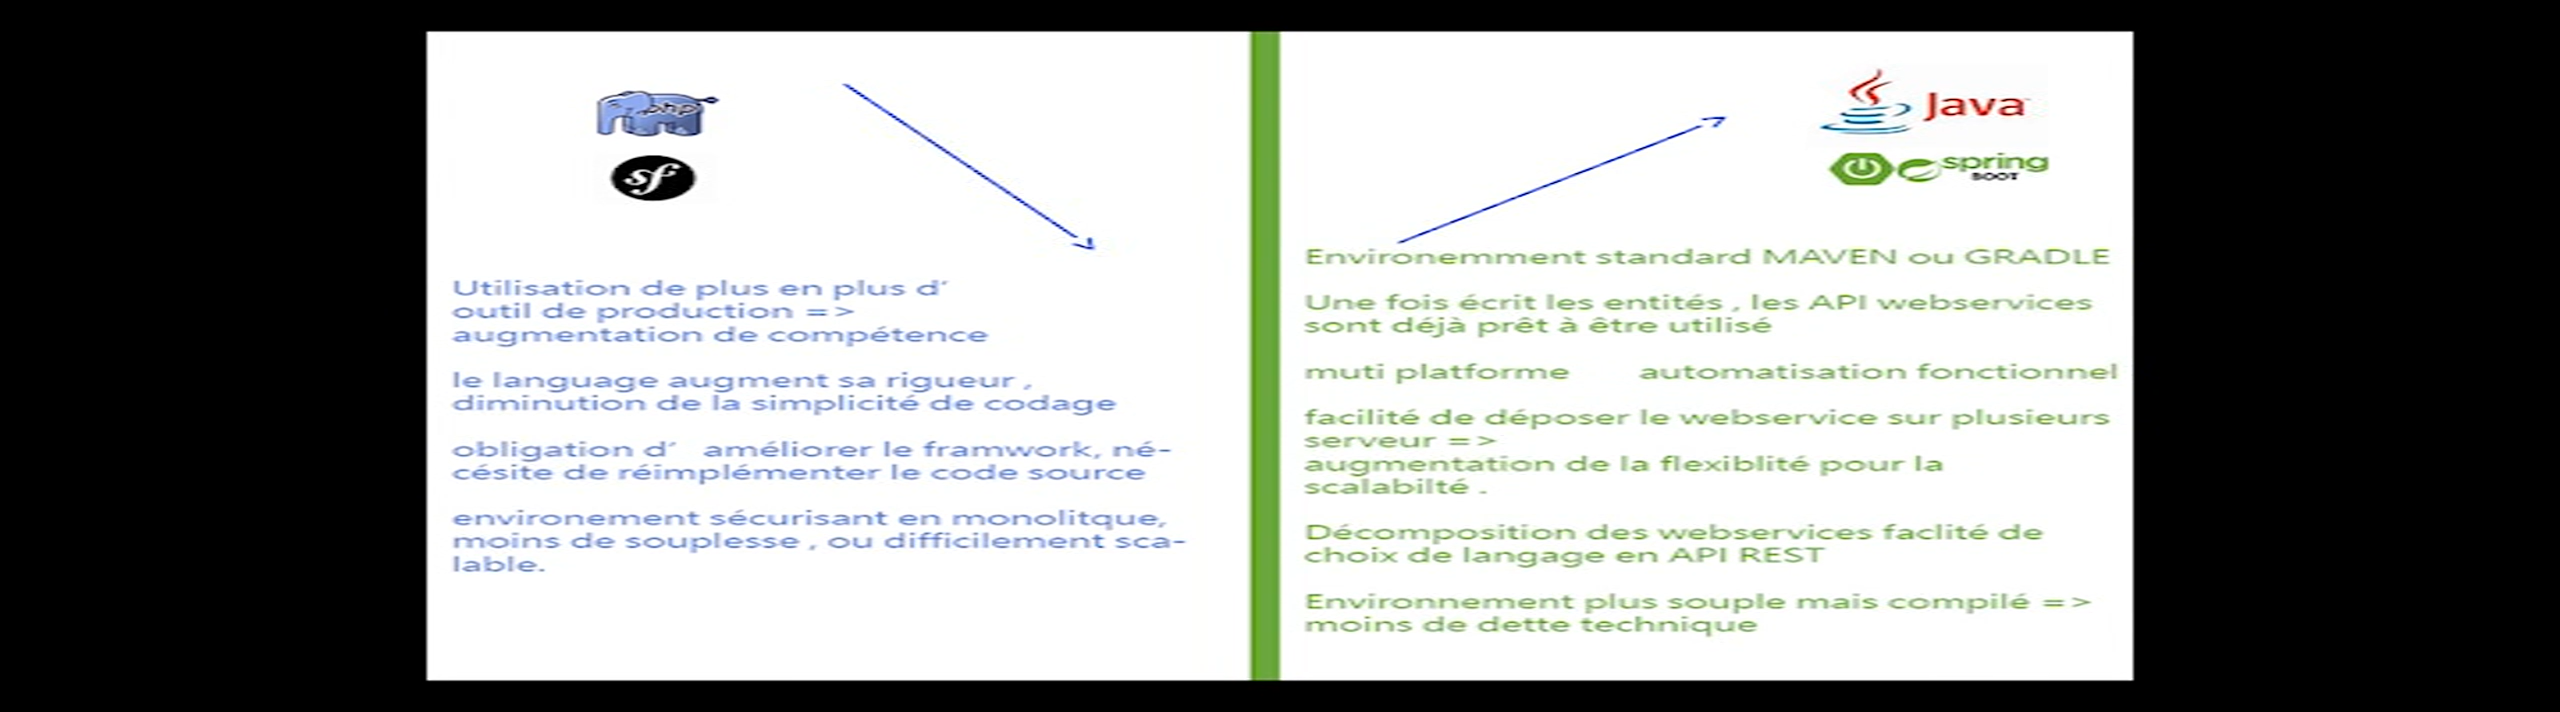 php
sf
Utilisation de plus en plus d'
outil de production =>
augmentation de compétence
le language augment sa rigueur ,
diminution de la simplicité de codage
obligation d' améliorer le framwork, né-
césite de réimplémenter le code source
environement sécurisant en monolitque,
moins de souplesse , ou difficilement sca-
lable.
Java
spring
BOOT
Environemment standard MAVEN ou GRADLE
Une fois écrit les entités , les API webservices
sont déjà prêt à être utilisé
muti platforme automatisation fonctionnel
facilité de déposer le webservice sur plusieurs
serveur =>
augmentation de la flexiblité pour la
scalabilté .
Décomposition des webservices faclité de
choix de langage en API REST
Environnement plus souple mais compilé =>
moins de dette technique